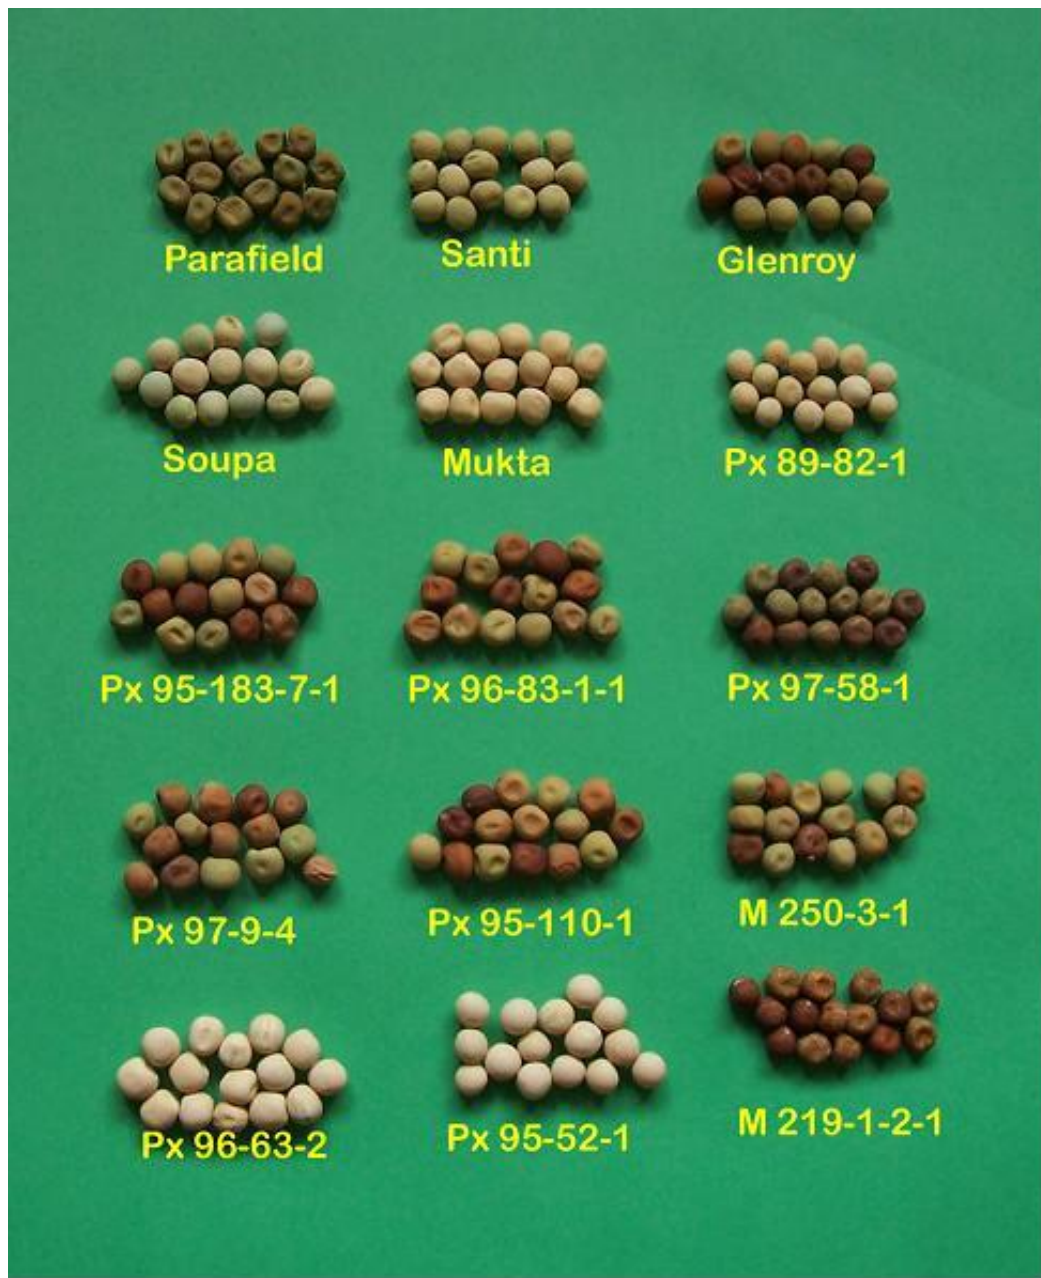 Parafield
Santi
Glenroy
Soupa
Mukta
Px 89-82-1
Px 95-183-7-1
Px 96-83-1-1
Px 97-58-1
Px 97-9-4
Px 95-110-1
M 250-3-1
Px 96-63-2
Px 95-52-1
M 219-1-2-1